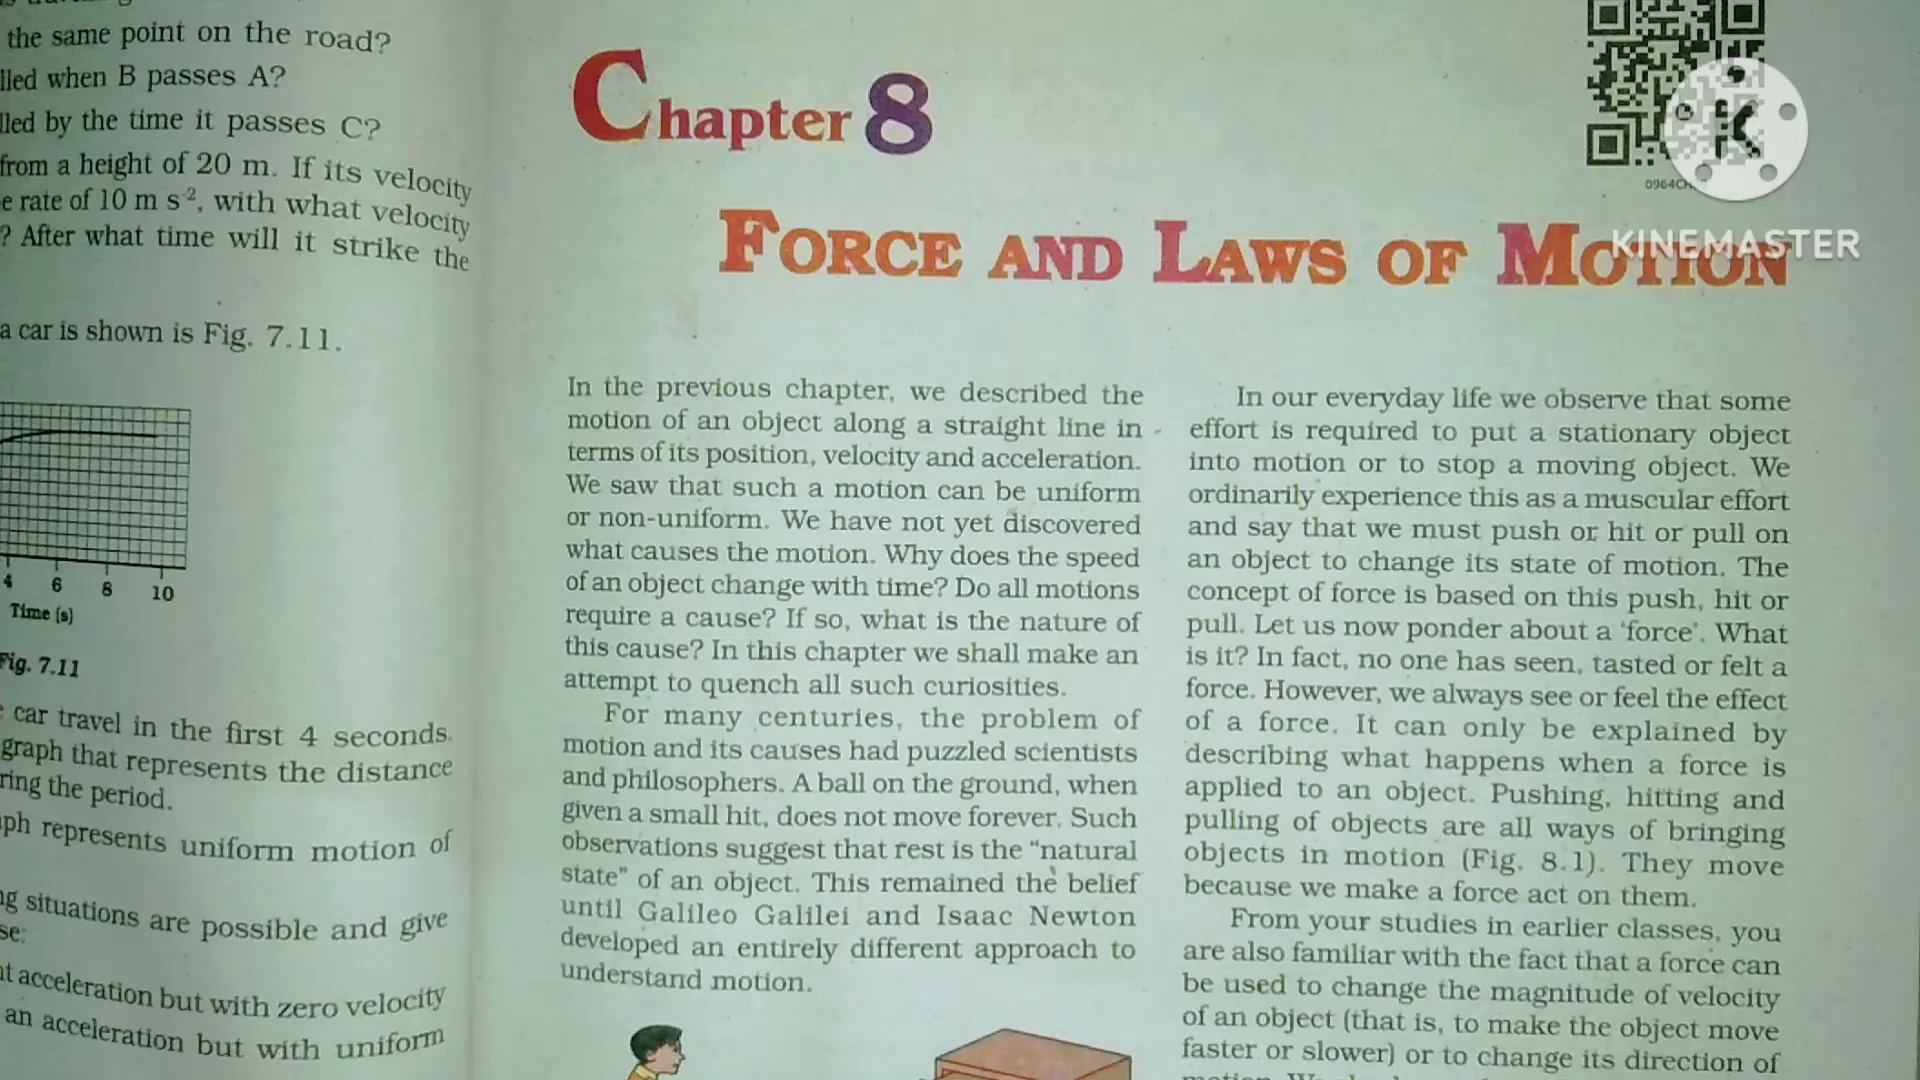 the same point on the road?
lled when B passes A?
lled by the time it passes C?
from a height of 20 m. If its velocity
e rate of 10 m s-2, with what velocity
? After what time will it strike the
a car is shown is Fig. 7.11.
4 6 8 10
Time (s)
Fig. 7.11
car travel in the first 4 seconds.
graph that represents the distance
ring the period.
ph represents uniform motion of
ng situations are possible and give
se:
nt acceleration but with zero velocity
an acceleration but with uniform
Chapter 8
0964CH
KINEMASTER
FORCE AND LAWS OF MOTION
In the previous chapter, we described the
motion of an object along a straight line in
terms of its position, velocity and acceleration.
We saw that such a motion can be uniform
or non-uniform. We have not yet discovered
what causes the motion. Why does the speed
of an object change with time? Do all motions
require a cause? If so, what is the nature of
this cause? In this chapter we shall make an
attempt to quench all such curiosities.
For many centuries, the problem of
motion and its causes had puzzled scientists
and philosophers. A ball on the ground, when
given a small hit, does not move forever. Such
observations suggest that rest is the “natural
state” of an object. This remained the belief
until Galileo Galilei and Isaac Newton
developed an entirely different approach to
understand motion.
In our everyday life we observe that some
effort is required to put a stationary object
into motion or to stop a moving object. We
ordinarily experience this as a muscular effort
and say that we must push or hit or pull on
an object to change its state of motion. The
concept of force is based on this push, hit or
pull. Let us now ponder about a ‘force’. What
is it? In fact, no one has seen, tasted or felt a
force. However, we always see or feel the effect
of a force. It can only be explained by
describing what happens when a force is
applied to an object. Pushing, hitting and
pulling of objects are all ways of bringing
objects in motion (Fig. 8.1). They move
because we make a force act on them.
From your studies in earlier classes, you
are also familiar with the fact that a force can
be used to change the magnitude of velocity
of an object (that is, to make the object move
faster or slower) or to change its direction of